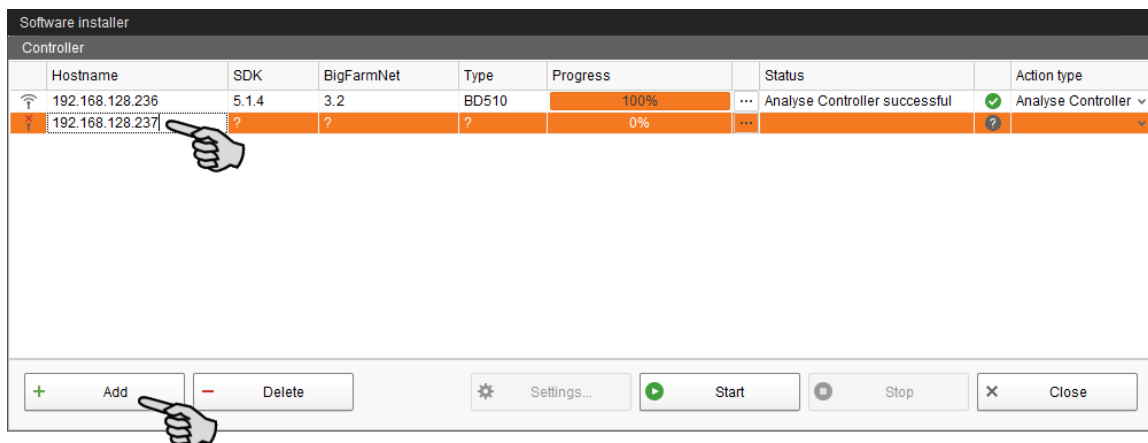 Software installer
Controller
Hostname SDK BigFarmNet Type Progress Status Action type
192.168.128.236 5.1.4 3.2 BD510 100% ... Analyse Controller successful Analyse Controller
192.168.128.237 ? ? ? 0% ... ?
+ Add − Delete Settings... Start Stop × Close